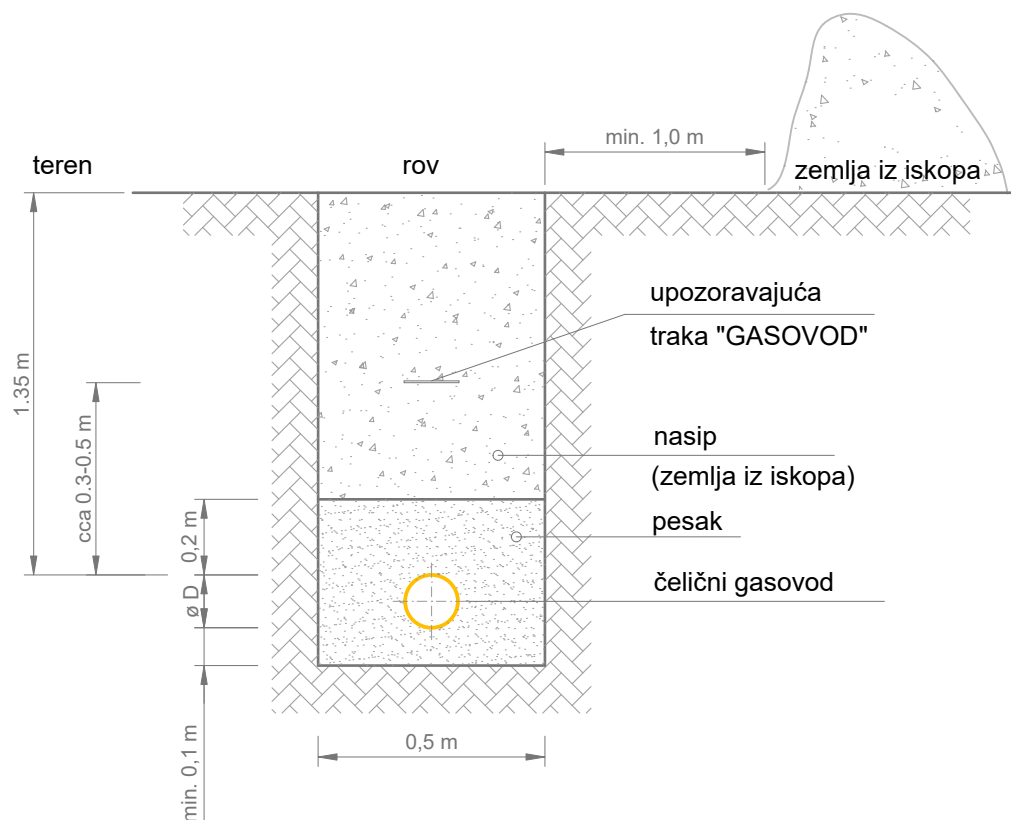 min. 1,0 m
teren
rov
zemlja iz iskopa
upozoravajuća
traka "GASOVOD"
1.35 m
cca 0.3-0.5 m
nasip
(zemlja iz iskopa)
0,2 m
pesak
ø D
čelični gasovod
0,5 m
min. 0,1 m